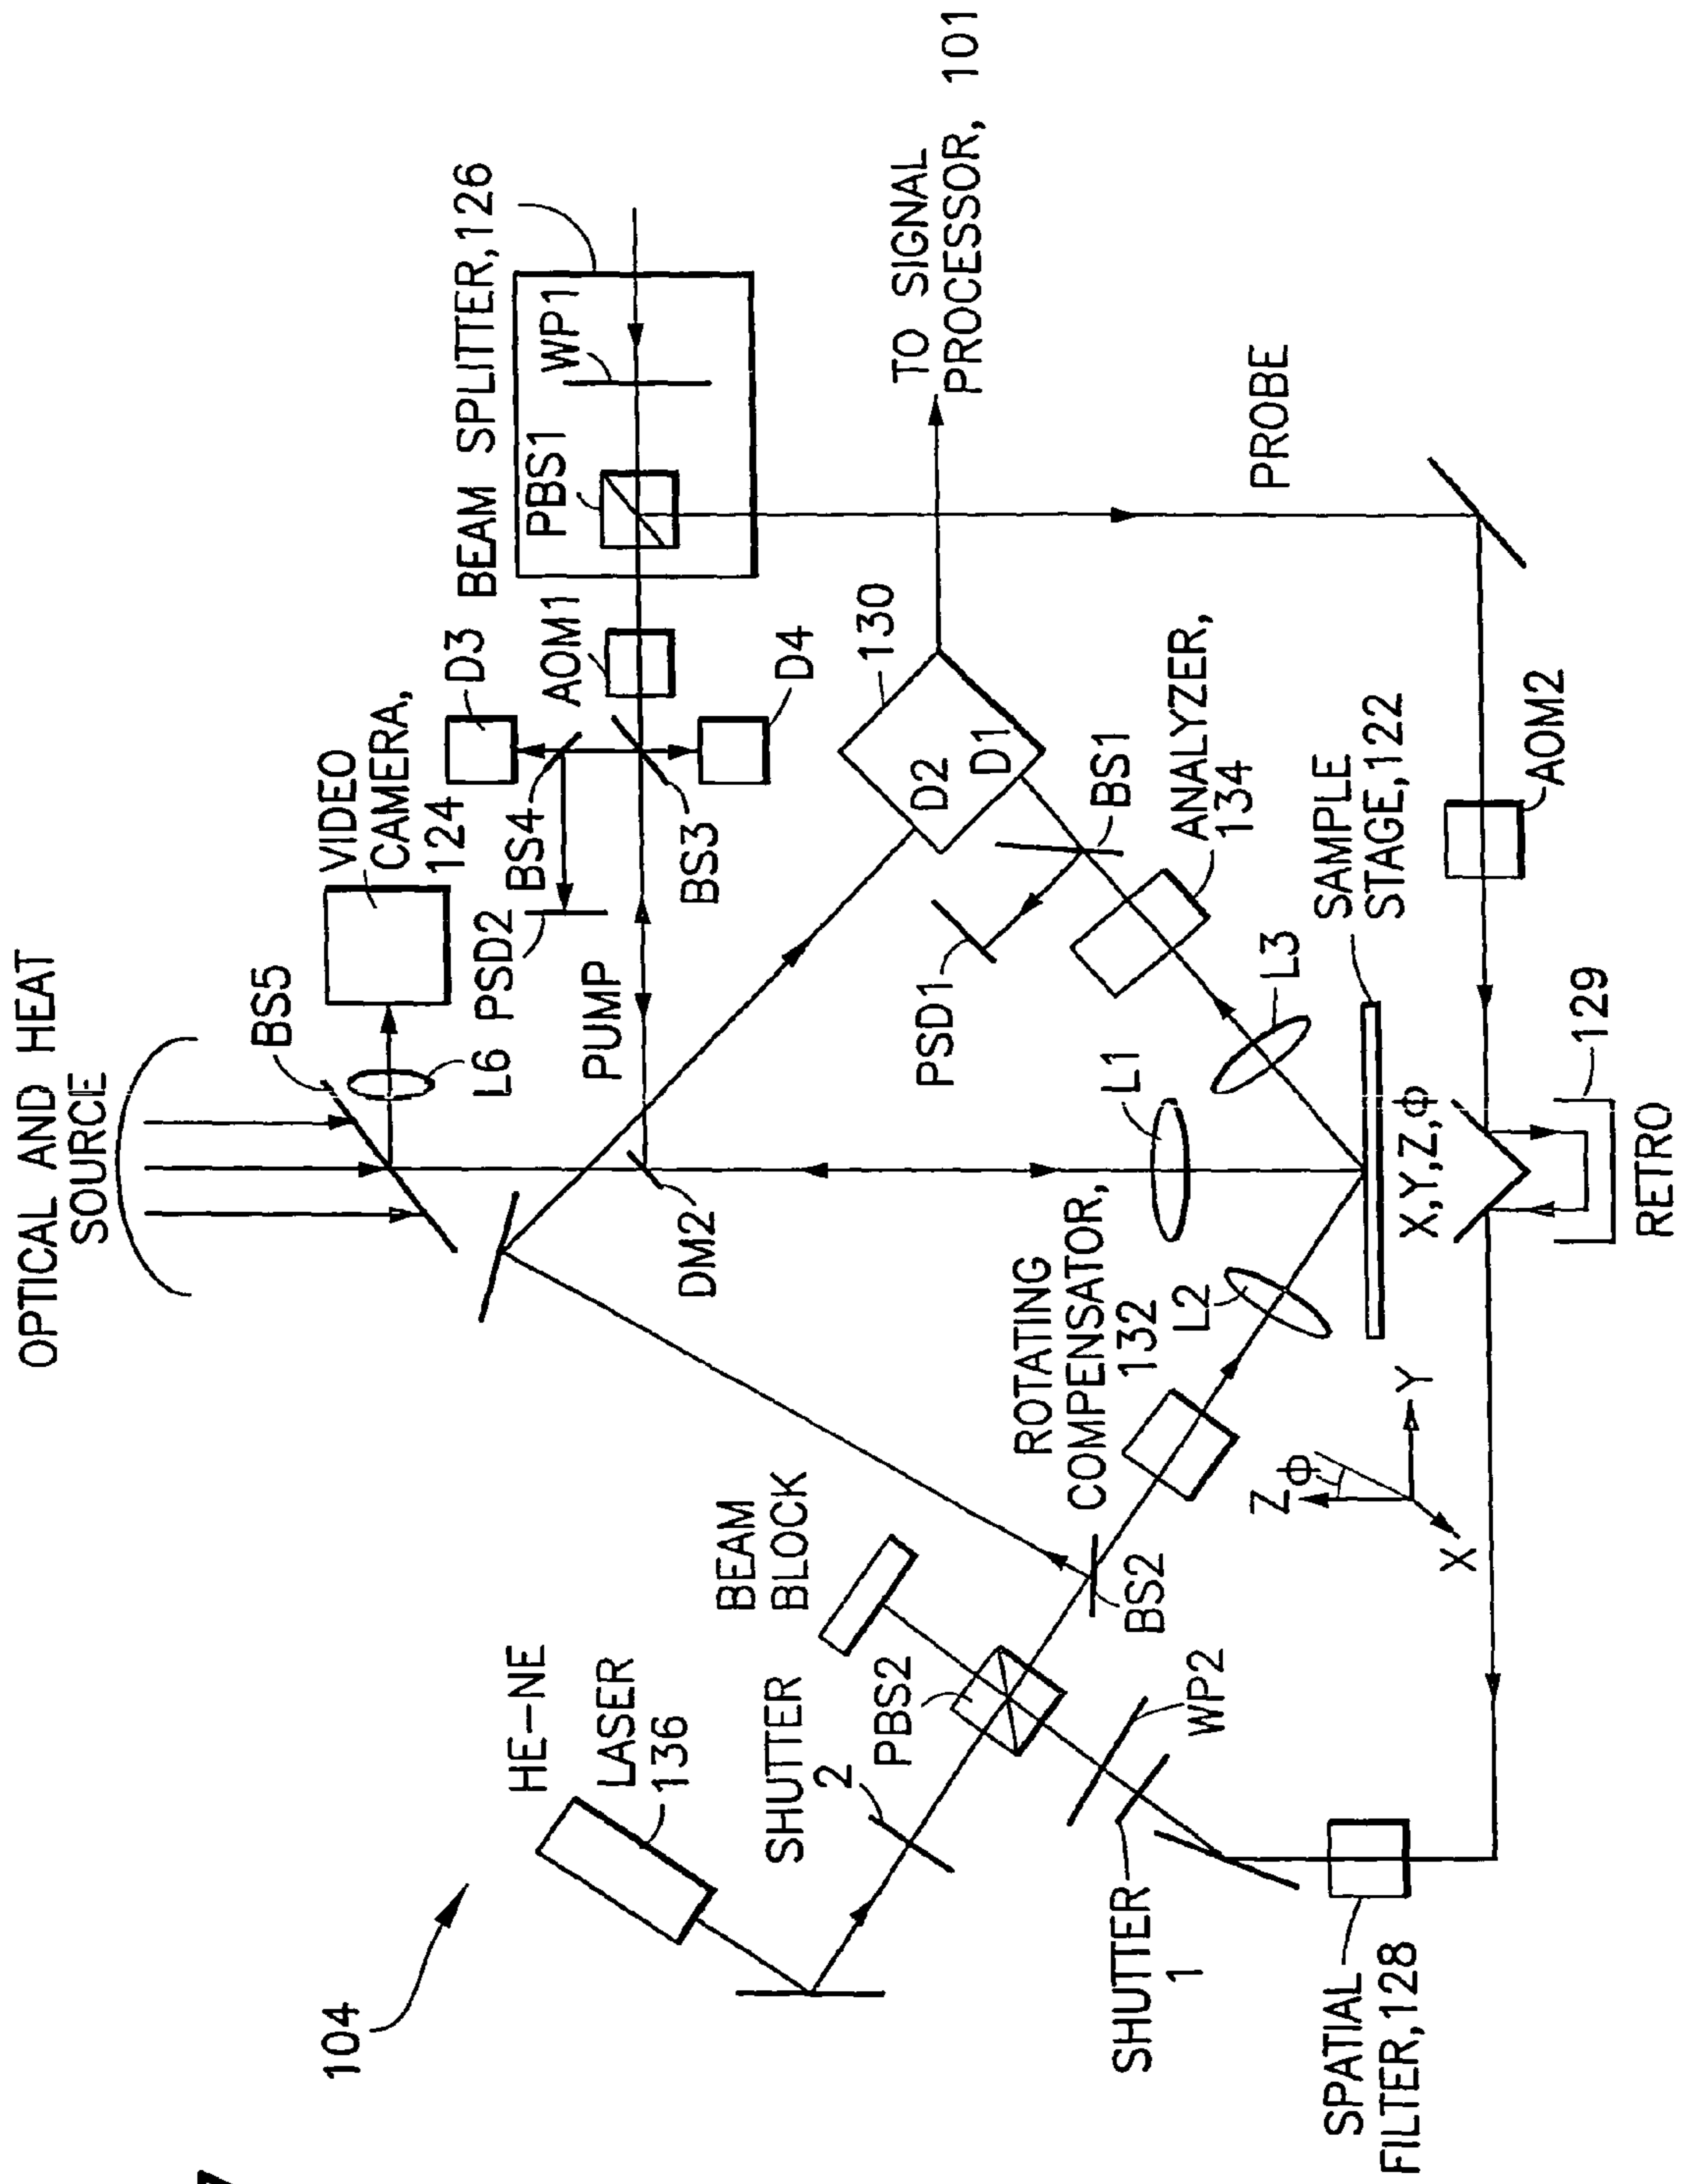 OPTICAL AND HEAT
SOURCE
BS5
VIDEO
CAMERA,
124
L6
PSD2
BS4
D3
BEAM SPLITTER,126
AOM1
PBS1
WP1
PUMP
BS3
D4
DM2
TO SIGNAL
PROCESSOR, 101
130
D2
D1
BS1
PSD1
ANALYZER,
134
L3
L1
SAMPLE
STAGE,122
X,Y,Z,Φ
PROBE
AOM2
129
RETRO
ROTATING
COMPENSATOR,
132
L2
Z
Φ
Y
X
BEAM
BLOCK
BS2
PBS2
WP2
HE-NE
LASER
136
SHUTTER
2
SHUTTER
1
SPATIAL
FILTER,128
104